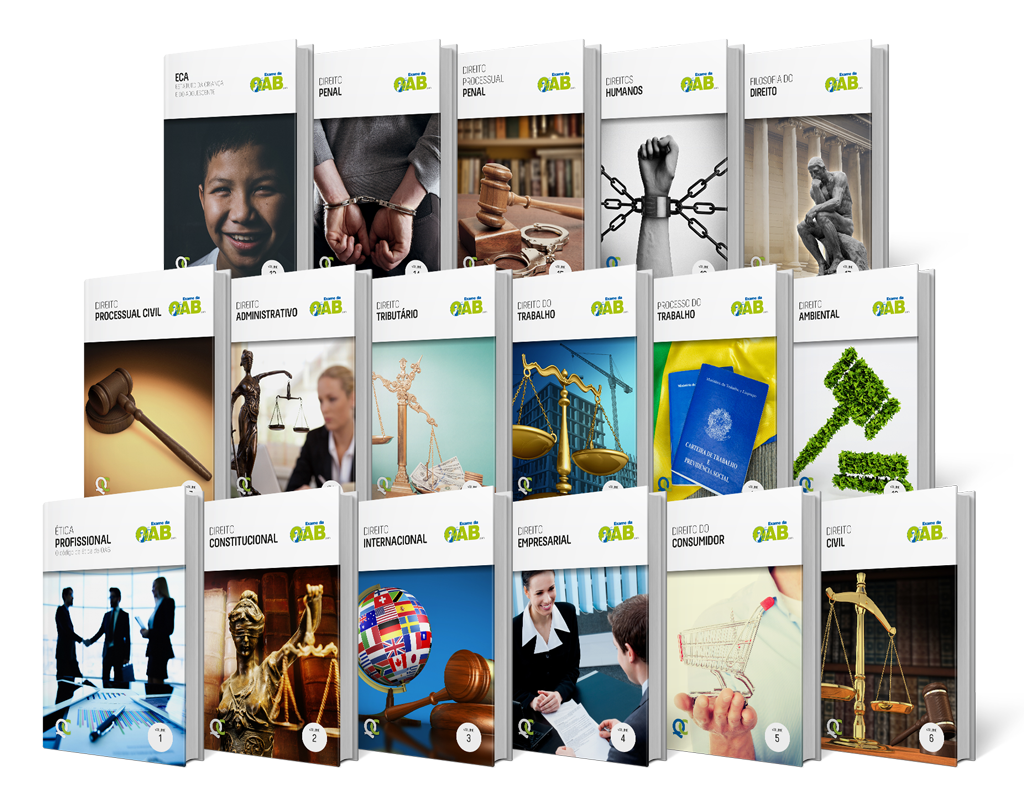 ECA
ESTATUTO DA CRIANÇA
E DO ADOLESCENTE
Exame da
OAB
DIREITO
PENAL
Exame da
OAB
DIREITO
PROCESSUAL
PENAL
Exame da
OAB
DIREITOS
HUMANOS
Exame da
OAB
FILOSOFIA DO
DIREITO
Exame da
OAB
DIREITO
PROCESSUAL CIVIL
Exame da
OAB
DIREITO
ADMINISTRATIVO
Exame da
OAB
DIREITO
TRIBUTÁRIO
Exame da
OAB
DIREITO DO
TRABALHO
Exame da
OAB
PROCESSO DO
TRABALHO
Exame da
OAB
Ministério do Trabalho e Emprego
CARTEIRA DE TRABALHO
E
PREVIDÊNCIA SOCIAL
DIREITO
AMBIENTAL
Exame da
OAB
ÉTICA
PROFISSIONAL
O código de ética da OAB
Exame da
OAB
VOLUME
1
DIREITO
CONSTITUCIONAL
Exame da
OAB
VOLUME
2
DIREITO
INTERNACIONAL
Exame da
OAB
VOLUME
3
DIREITO
EMPRESARIAL
Exame da
OAB
VOLUME
4
DIREITO DO
CONSUMIDOR
Exame da
OAB
VOLUME
5
DIREITO
CIVIL
Exame da
OAB
VOLUME
6